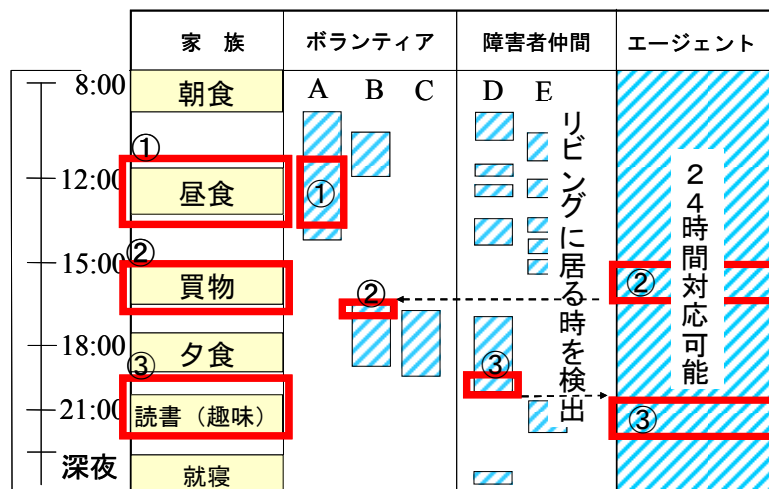 家 族
ボランティア
障害者仲間
エージェント
8:00
朝食
A
B
C
D
E
①
12:00
昼食
①
②
15:00
買物
②
②
18:00
夕食
③
③
21:00
読書（趣味）
③
深夜
就寝
リビングに居る時を検出
２４時間対応可能